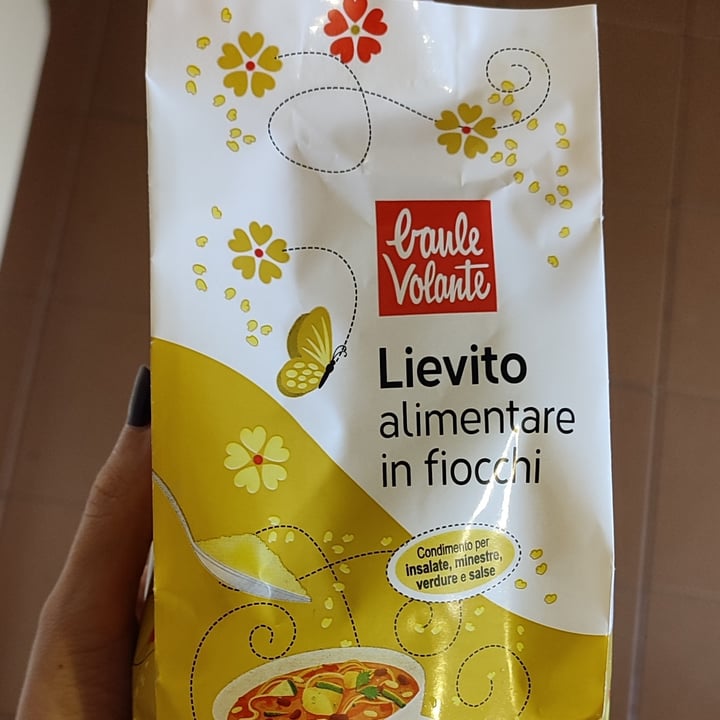 baule
Volante
Lievito
alimentare
in fiocchi
Condimento per
insalate, minestre,
verdure e salse